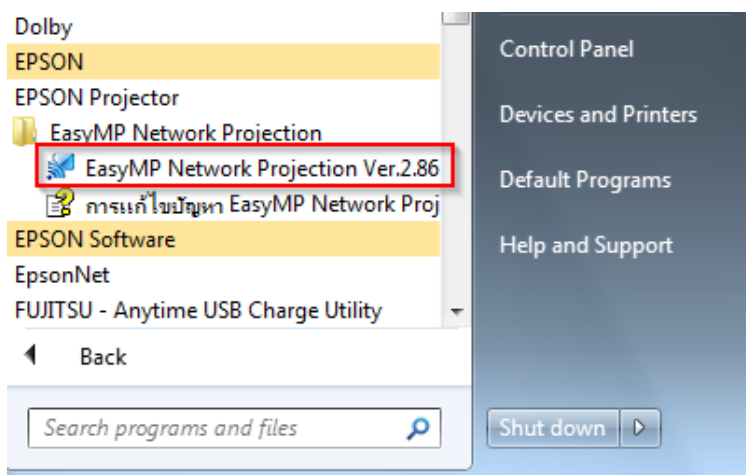 Dolby
EPSON
EPSON Projector
EasyMP Network Projection
EasyMP Network Projection Ver.2.86
การแก้ไขปัญหา EasyMP Network Proj
EPSON Software
EpsonNet
FUJITSU - Anytime USB Charge Utility
Back
Search programs and files
Control Panel
Devices and Printers
Default Programs
Help and Support
Shut down